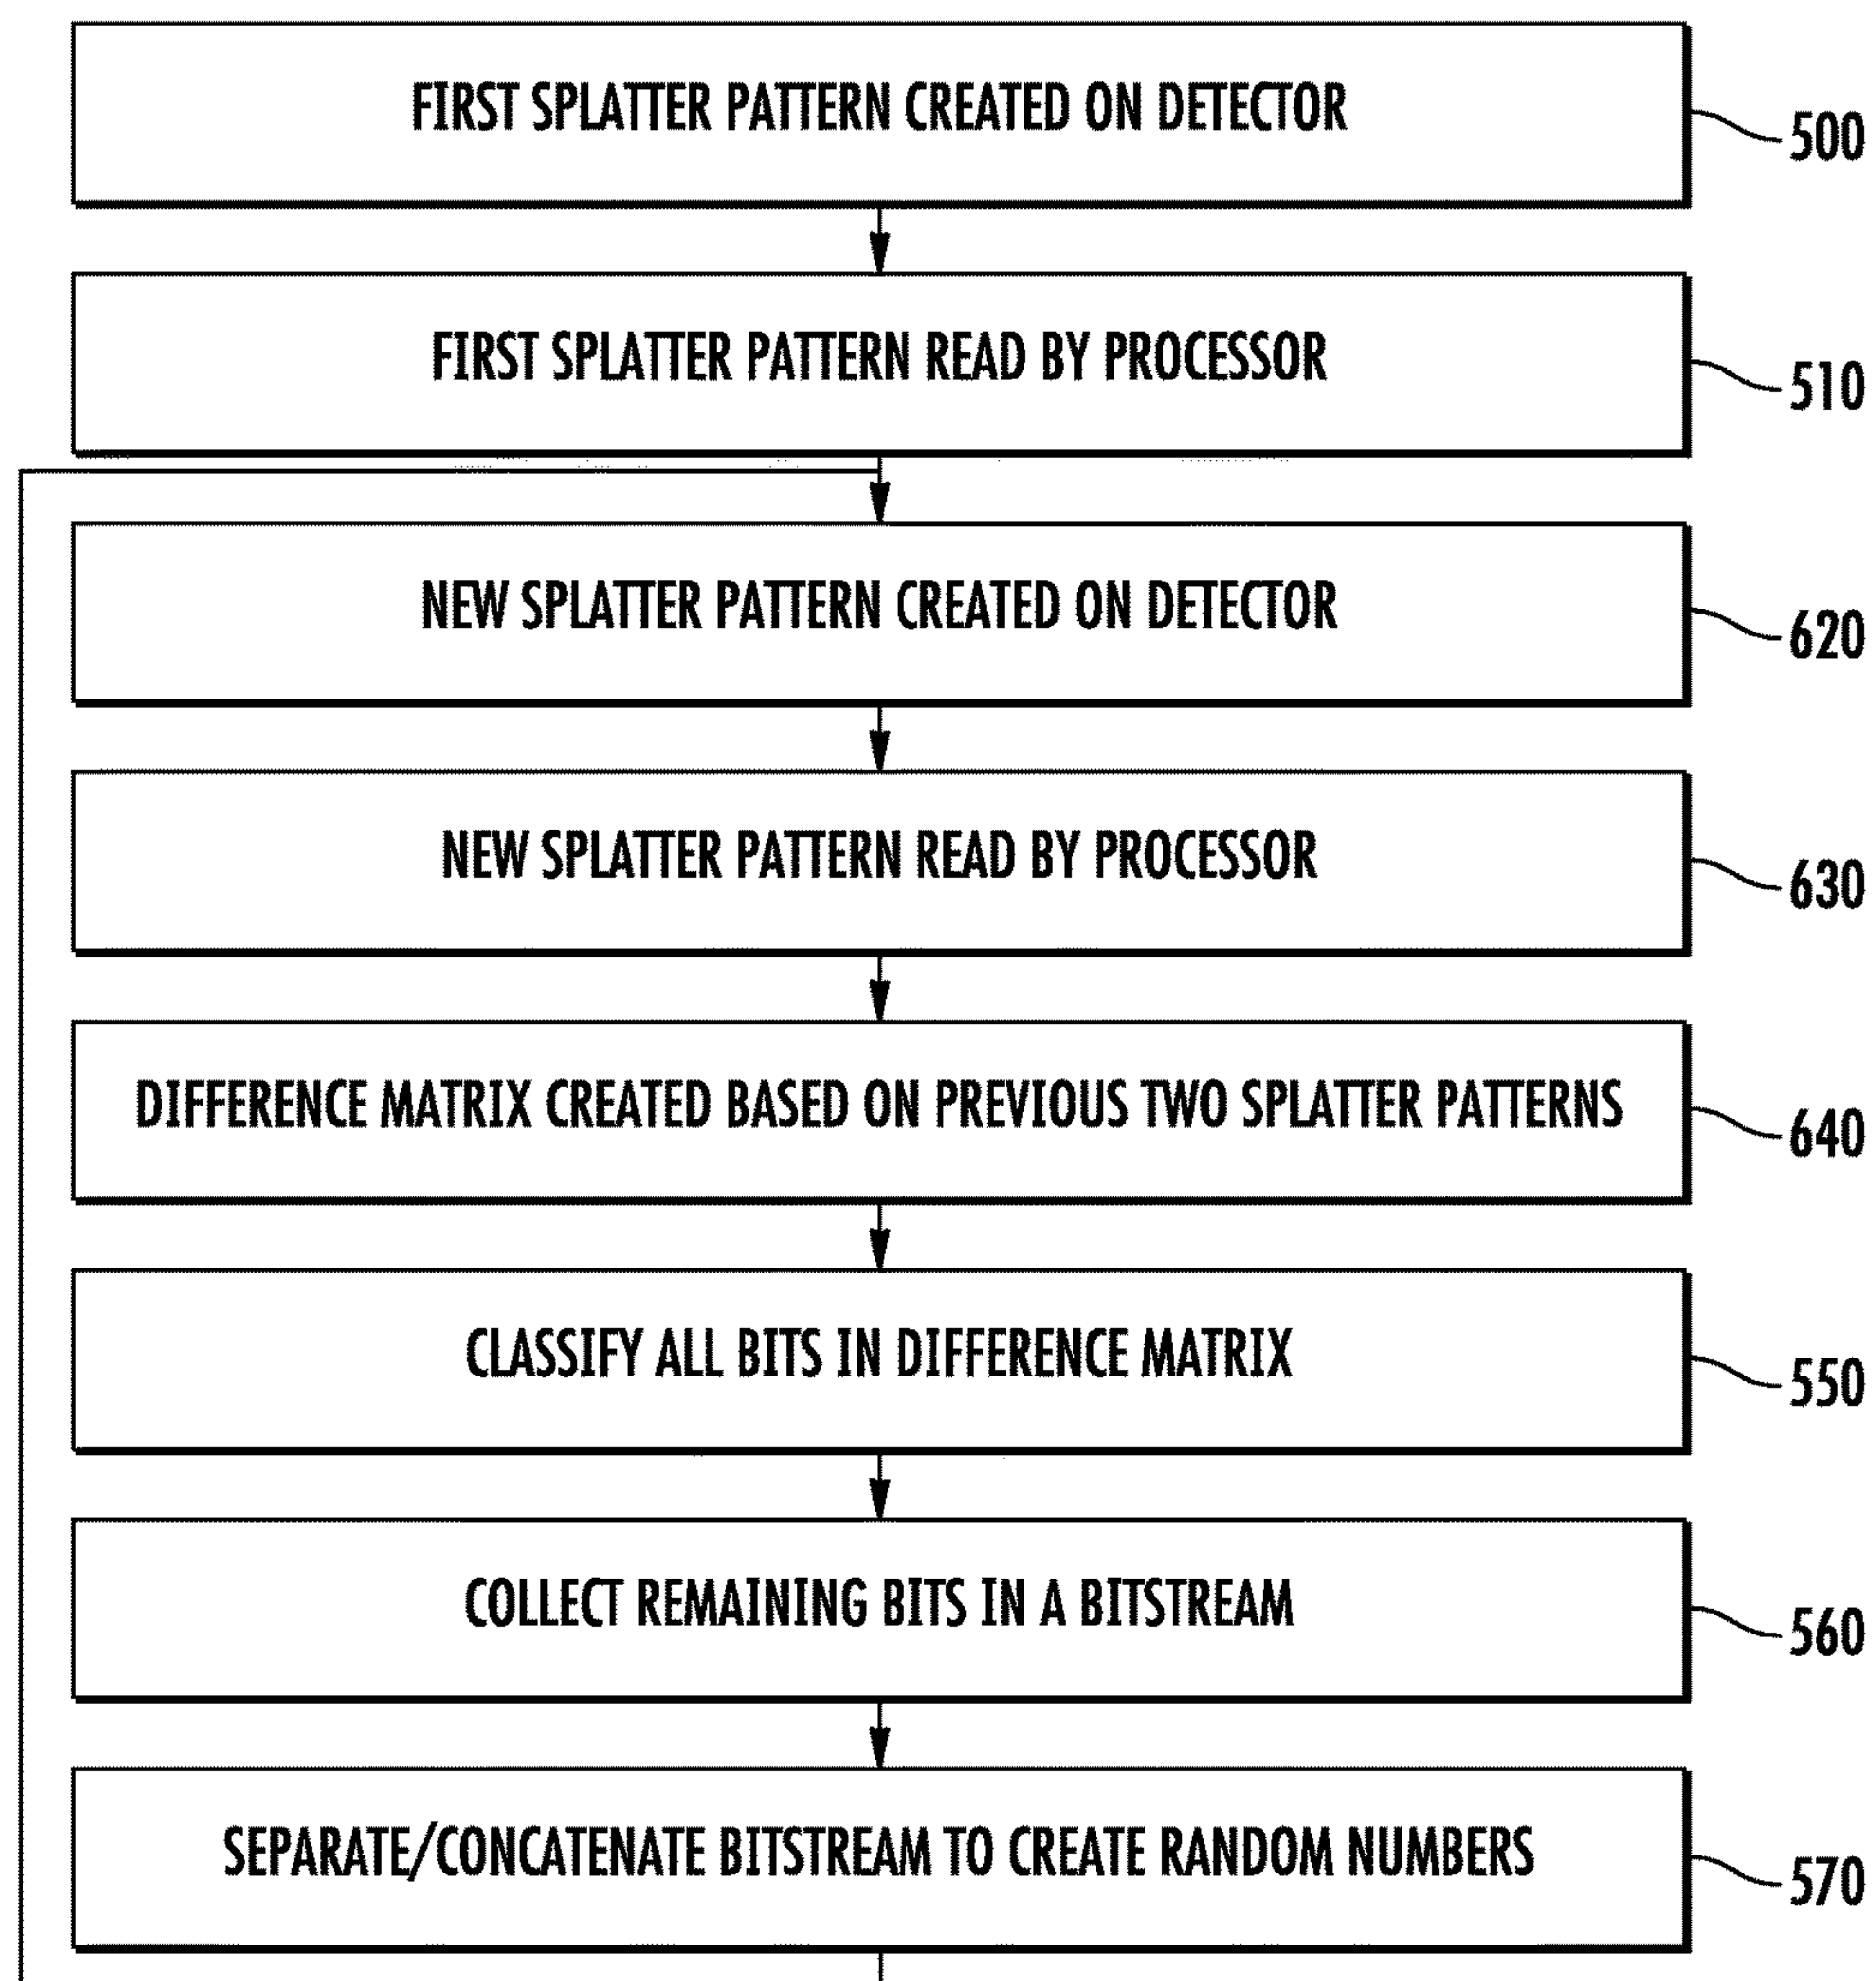 FIRST SPLATTER PATTERN CREATED ON DETECTOR
500
FIRST SPLATTER PATTERN READ BY PROCESSOR
510
NEW SPLATTER PATTERN CREATED ON DETECTOR
620
NEW SPLATTER PATTERN READ BY PROCESSOR
630
DIFFERENCE MATRIX CREATED BASED ON PREVIOUS TWO SPLATTER PATTERNS
640
CLASSIFY ALL BITS IN DIFFERENCE MATRIX
550
COLLECT REMAINING BITS IN A BITSTREAM
560
SEPARATE/CONCATENATE BITSTREAM TO CREATE RANDOM NUMBERS
570